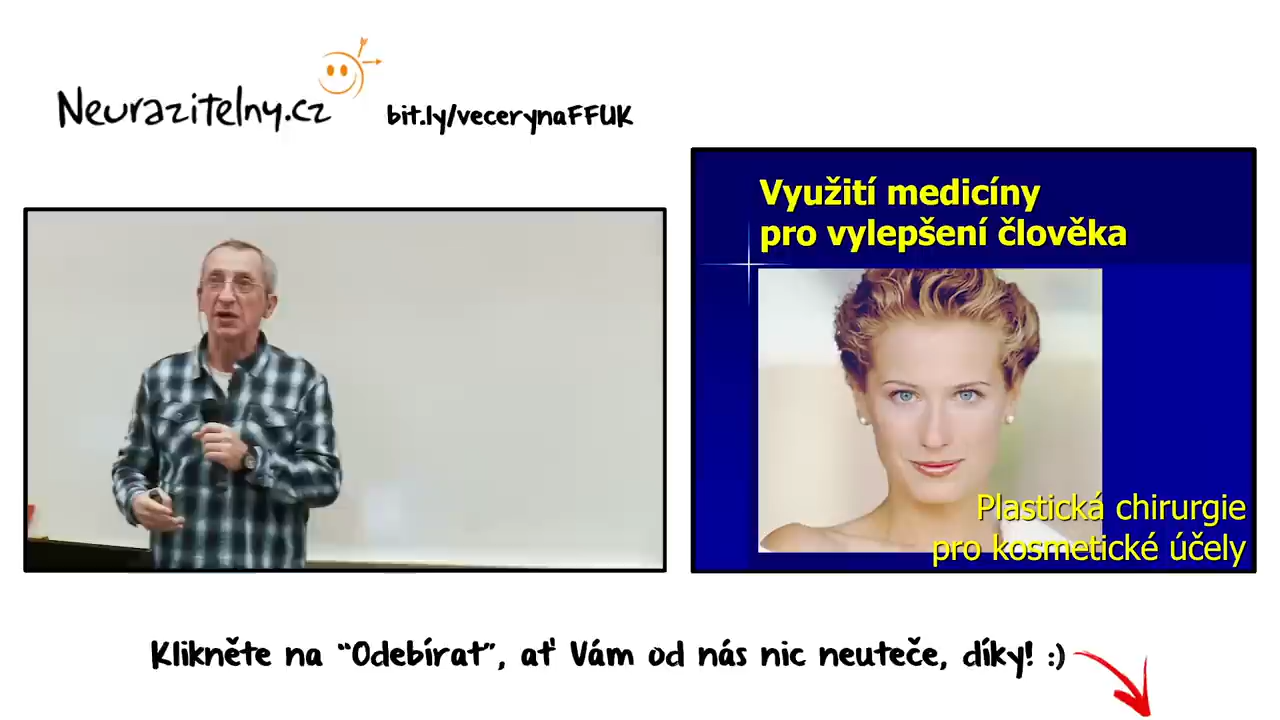 Neurazitelny.cz
bit.ly/vecerynaFFUK
Využití medicíny
pro vylepšení člověka
Plastická chirurgie
pro kosmetické účely
Klikněte na “Odebírat”, ať Vám od nás nic neuteče, díky! :)